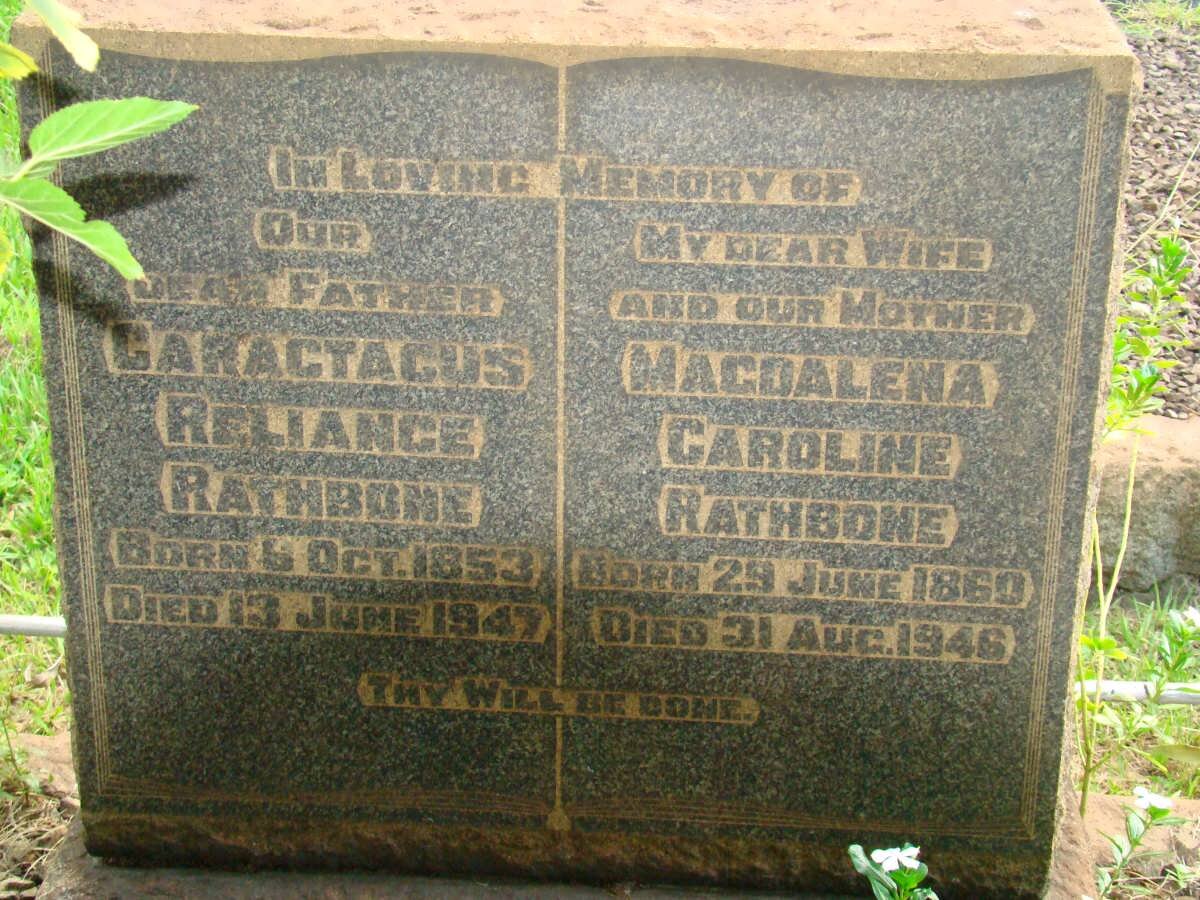 In Loving Memory of
Our
dear Father
Caractacus
Reliance
Rathbone
Born 5 Oct. 1853
Died 13 June 1947
My dear Wife
and our Mother
Magdalena
Caroline
Rathbone
Born 29 June 1860
Died 31 Aug. 1946
Thy Will be done.